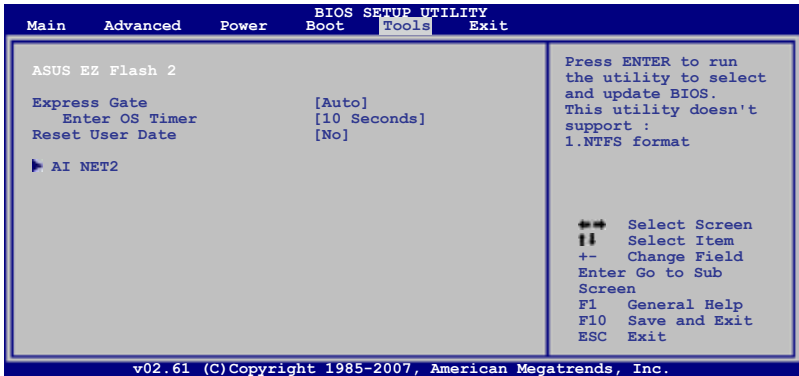 BIOS SETUP UTILITY
Main Advanced Power Boot Tools Exit
ASUS EZ Flash 2
Express Gate [Auto]
Enter OS Timer [10 Seconds]
Reset User Date [No]
AI NET2
Press ENTER to run
the utility to select
and update BIOS.
This utility doesn't
support :
1.NTFS format
Select Screen
Select Item
+- Change Field
Enter Go to Sub
Screen
F1 General Help
F10 Save and Exit
ESC Exit
v02.61 (C)Copyright 1985-2007, American Megatrends, Inc.